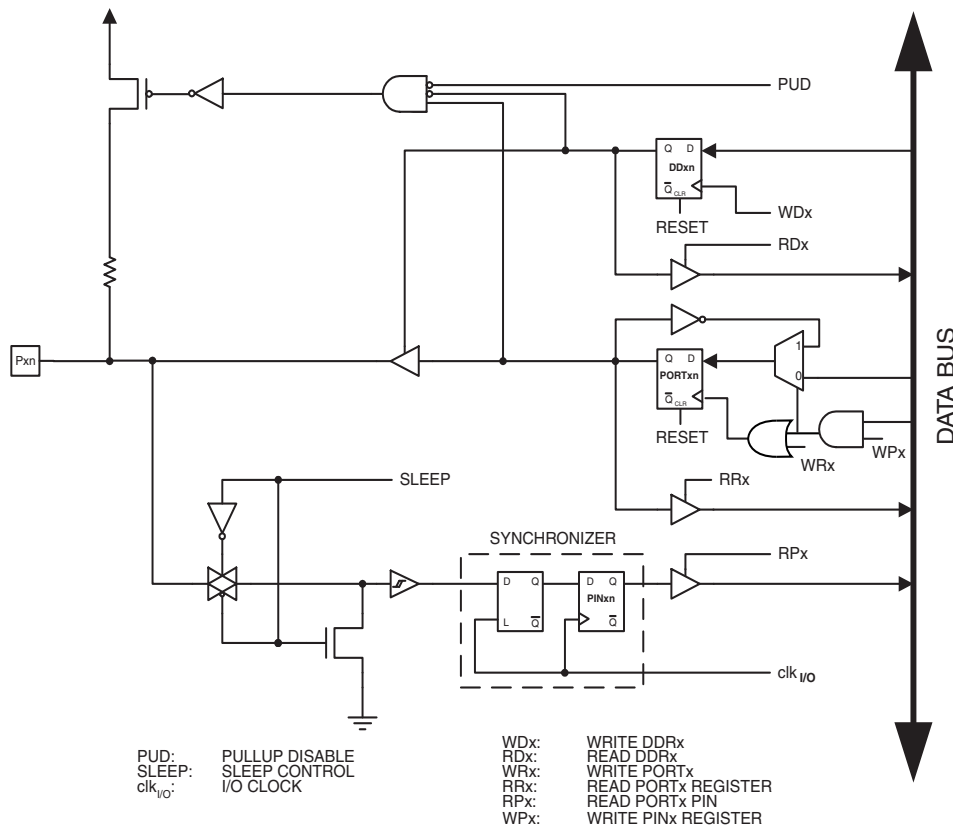 PUD
Q D
DDxn
Q CLR
WDx
RESET
RDx
Pxn
1
Q D
PORTxn
0
Q CLR
RESET
WRx
WPx
RRx
SLEEP
SYNCHRONIZER
RPx
D Q
D Q
PINxn
L Q
Q
clk I/O
DATA BUS
PUD: PULLUP DISABLE
SLEEP: SLEEP CONTROL
clkI/O: I/O CLOCK
WDx: WRITE DDRx
RDx: READ DDRx
WRx: WRITE PORTx
RRx: READ PORTx REGISTER
RPx: READ PORTx PIN
WPx: WRITE PINx REGISTER